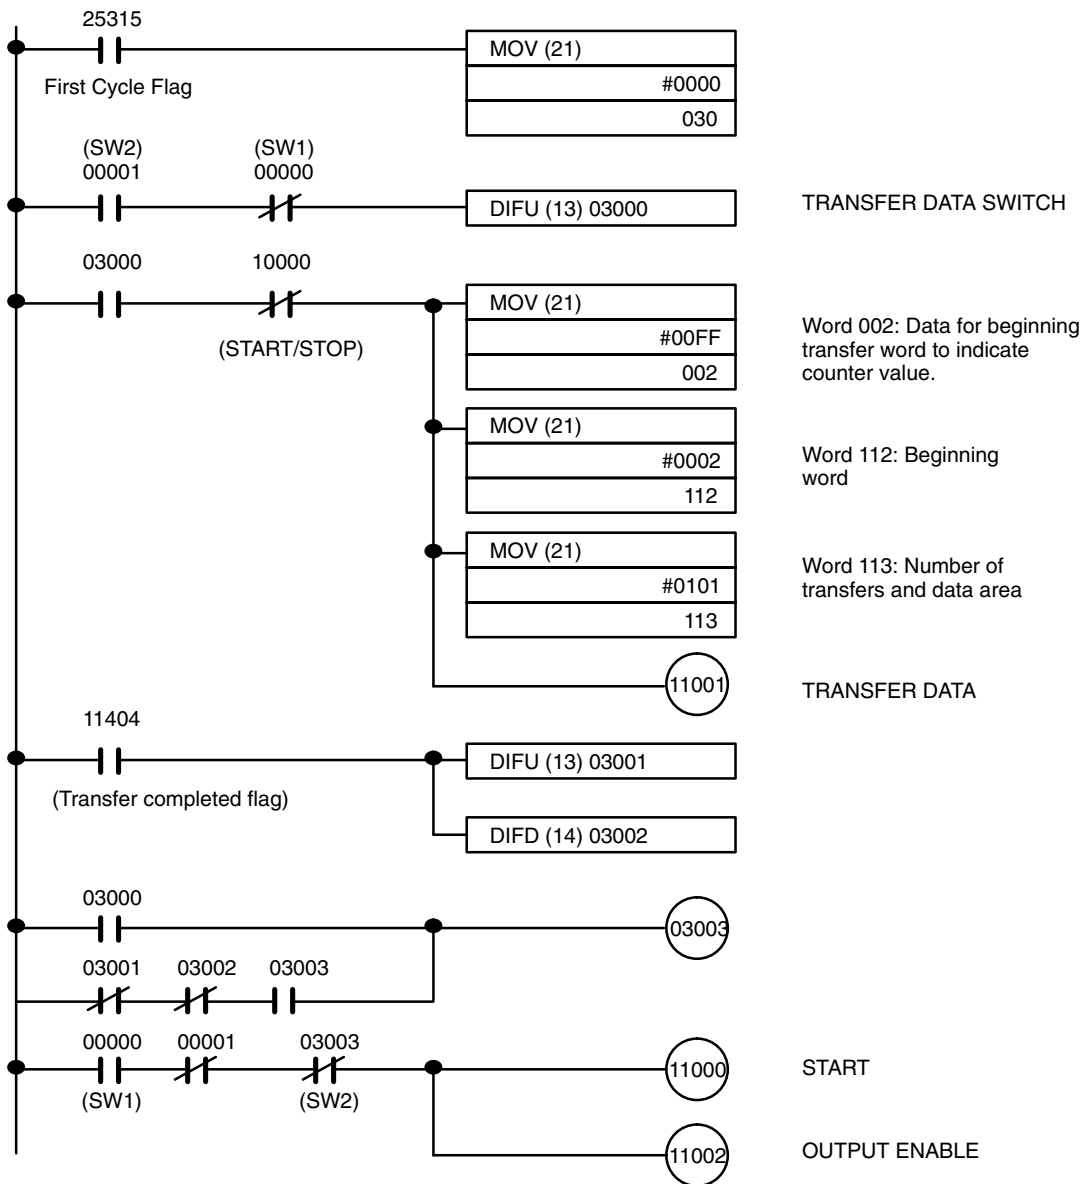 25315
MOV (21)
#0000
030
First Cycle Flag
(SW2)
00001
(SW1)
00000
DIFU (13) 03000
TRANSFER DATA SWITCH
03000
10000
(START/STOP)
MOV (21)
#00FF
002
Word 002: Data for beginning
transfer word to indicate
counter value.
MOV (21)
#0002
112
Word 112: Beginning
word
MOV (21)
#0101
113
Word 113: Number of
transfers and data area
11001
TRANSFER DATA
11404
(Transfer completed flag)
DIFU (13) 03001
DIFD (14) 03002
03000
03003
03001 03002 03003
00000 00001 03003
(SW1) (SW2)
11000
START
11002
OUTPUT ENABLE